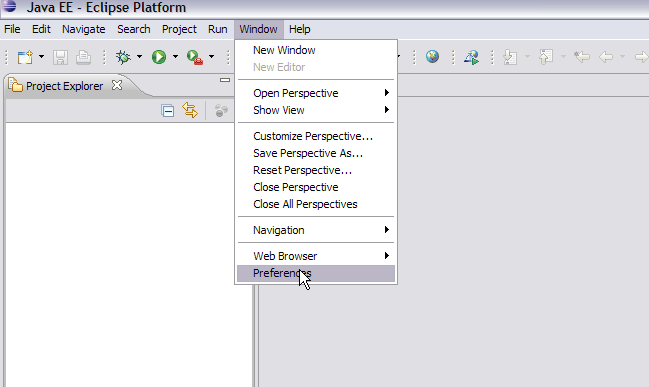 Java EE - Eclipse Platform
File Edit Navigate Search Project Run Window Help
New Window
New Editor
Project Explorer
Open Perspective
Show View
Customize Perspective...
Save Perspective As...
Reset Perspective...
Close Perspective
Close All Perspectives
Navigation
Web Browser
Preferences